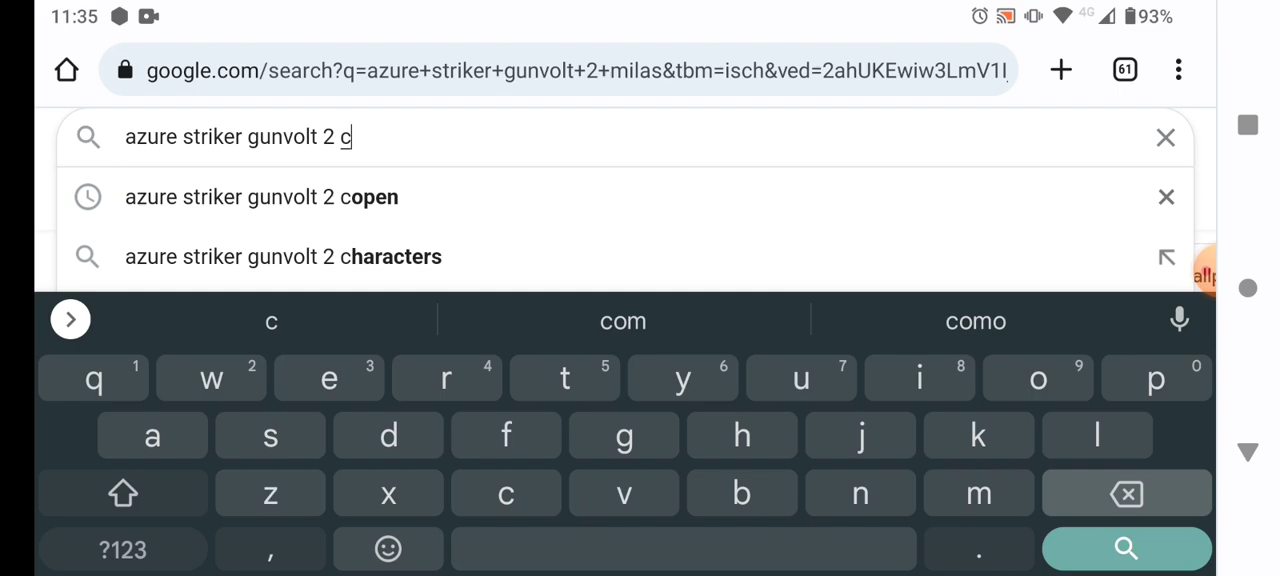 11:35 4G 93%
google.com/search?q=azure+striker+gunvolt+2+milas&tbm=isch&ved=2ahUKEwiw3LmV1I 61
azure striker gunvolt 2 c
azure striker gunvolt 2 copen
azure striker gunvolt 2 characters
c com como
q 1 w 2 e 3 r 4 t 5 y 6 u 7 i 8 o 9 p 0
a s d f g h j k l
z x c v b n m
?123 , .